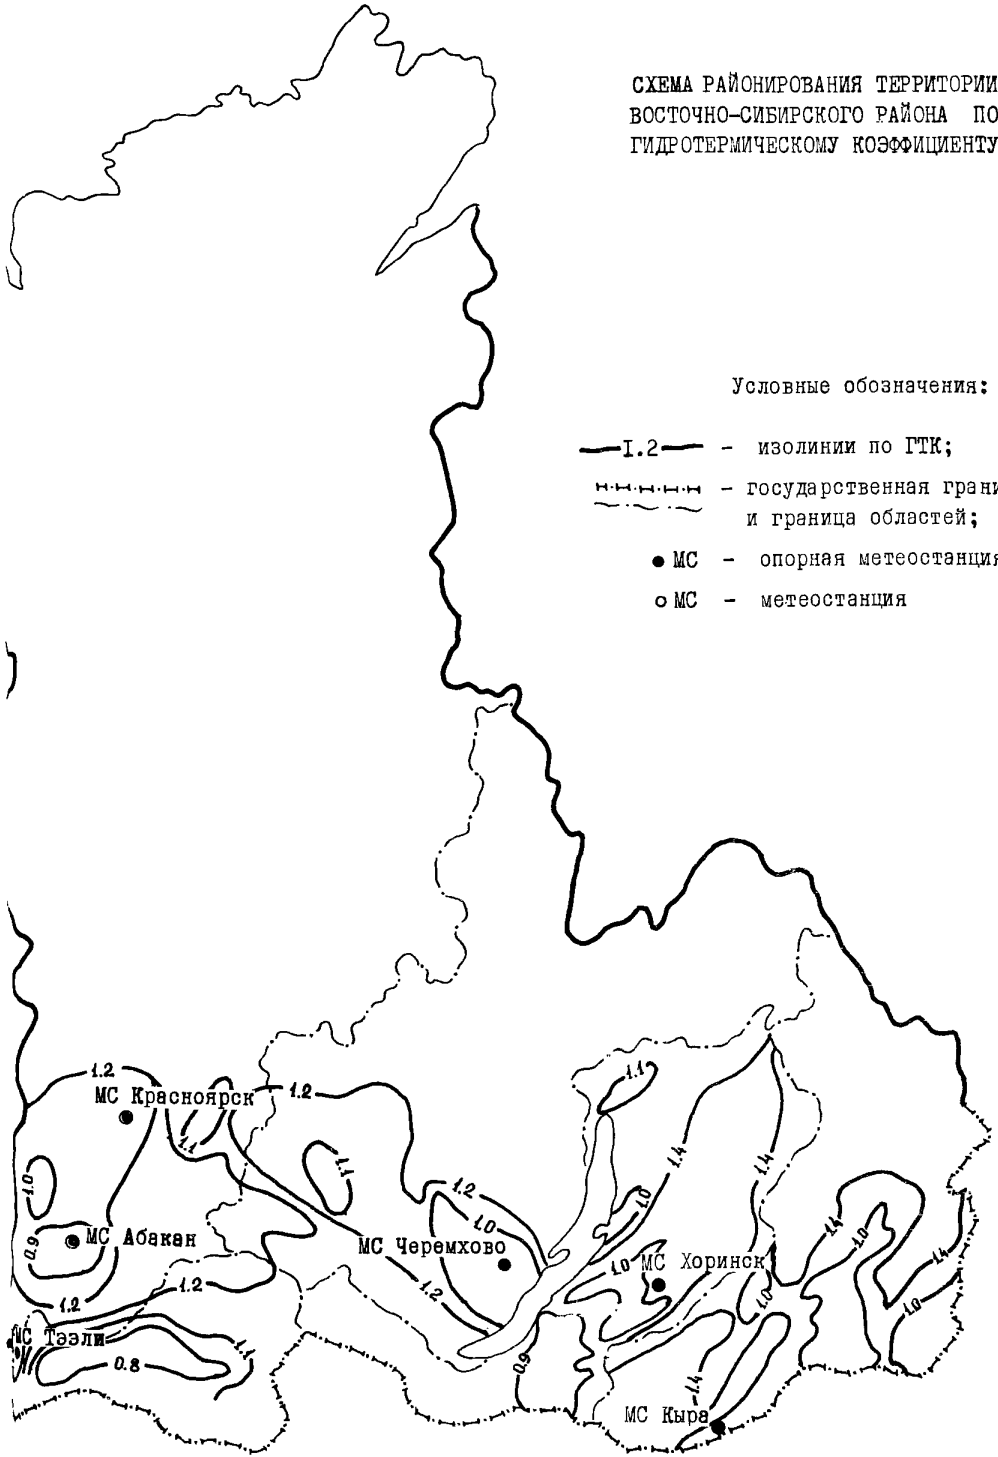 СХЕМА РАЙОНИРОВАНИЯ ТЕРРИТОРИИ
ВОСТОЧНО-СИБИРСКОГО РАЙОНА ПО
ГИДРОТЕРМИЧЕСКОМУ КОЭФФИЦИЕНТУ
Условные обозначения:
I.2 - изолинии по ГТК;
- государственная грани
и граница областей;
МС - опорная метеостанция
МС - метеостанция
1.2
МС Красноярск
1.2
1.1
1.1
1.1
1.0
1.4
1.4
1.2
1.0
1.0
0.9
МС Абакан
МС Черемхово
1.0
МС Хоринск
1.4
1.0
1.4
1.0
1.0
1.2
1.2
1.2
МС Тээли
0.8
1.1
0.9
1.4
МС Кыра